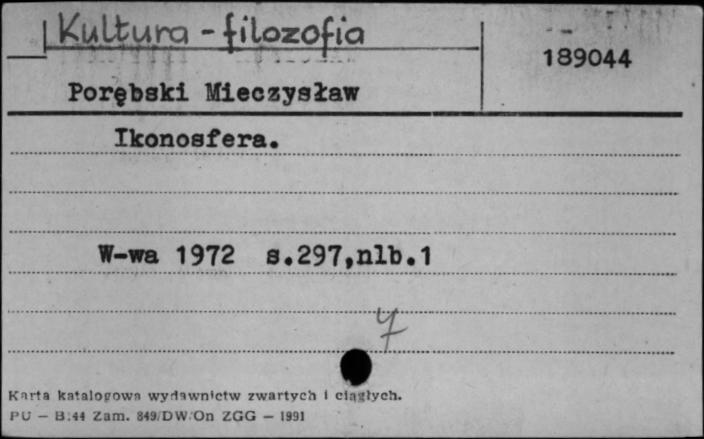 Kultura - filozofia
189044
Porębski Mieczysław
Ikonosfera.
W-wa 1972 s.297,nlb.1
Karta katalogowa wydawnictw zwartych i ciągłych.
PU – B.44 Zam. 849/DW/On ZGG – 1991